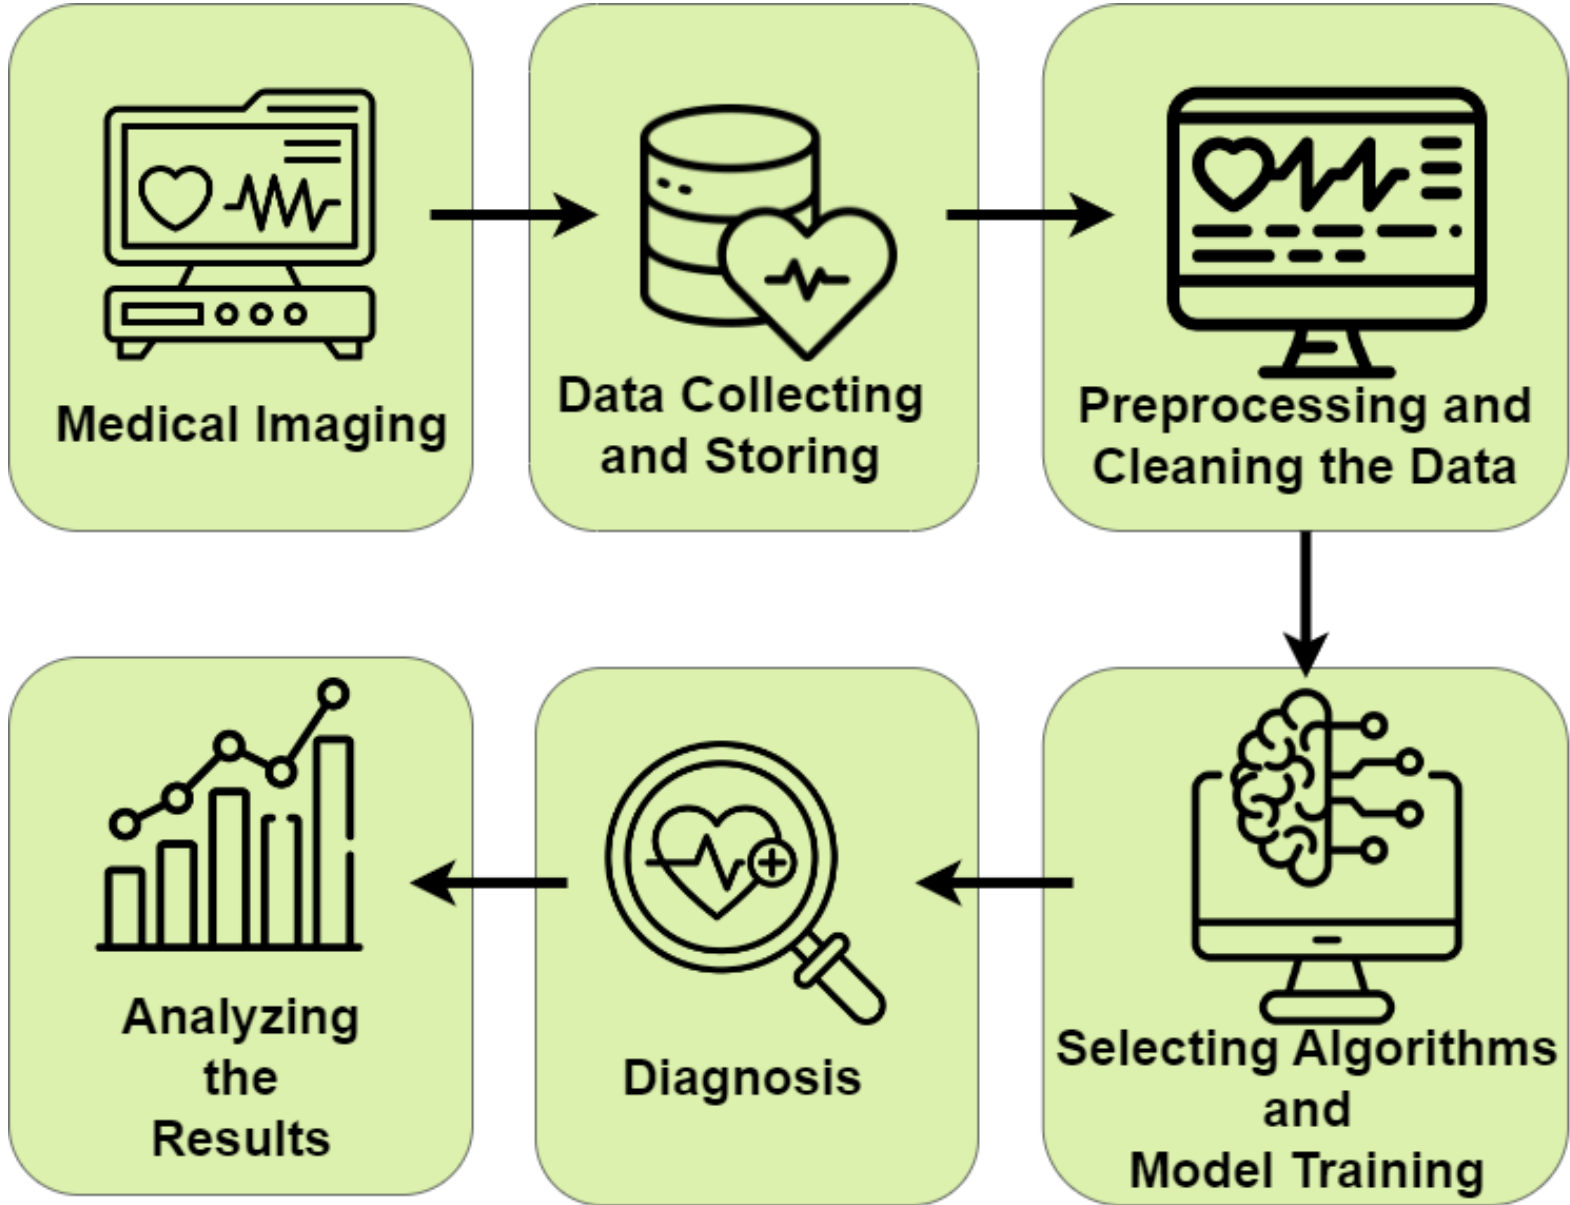 Medical Imaging
Data Collecting
and Storing
Preprocessing and
Cleaning the Data
Selecting Algorithms
and
Model Training
Diagnosis
Analyzing
the
Results